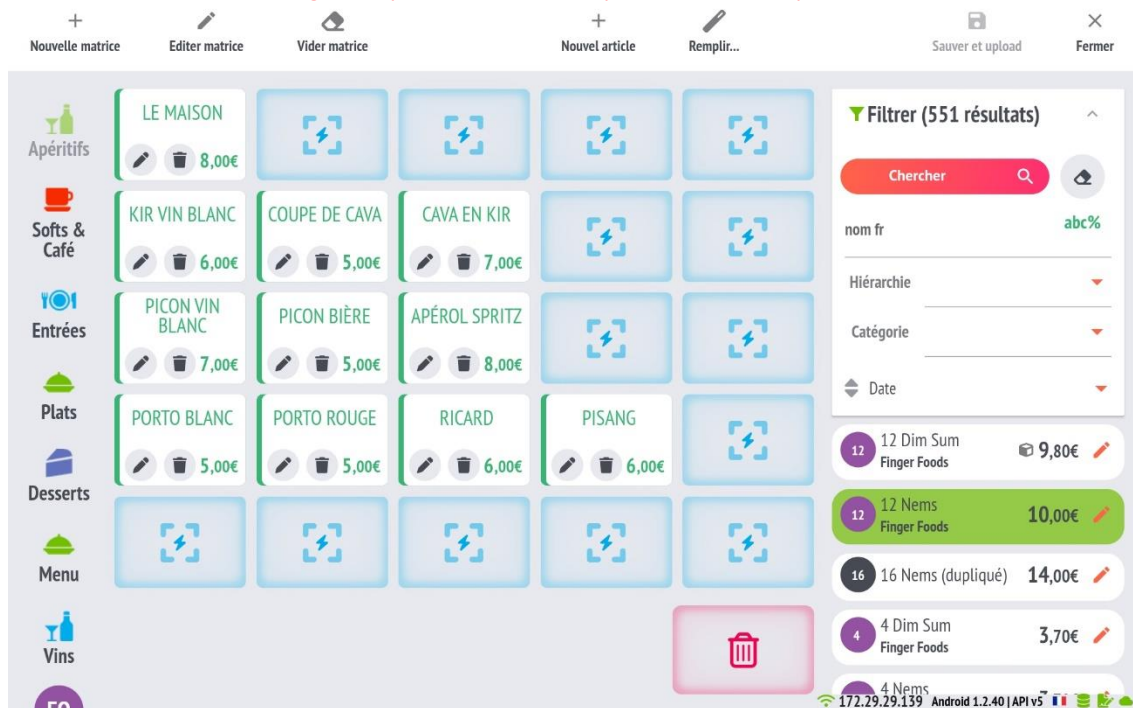 Nouvelle matrice
Editer matrice
Vider matrice
Nouvel article
Remplir...
Sauver et upload
Fermer
Apéritifs
Softs &
Café
Entrées
Plats
Desserts
Menu
Vins
LE MAISON
8,00€
KIR VIN BLANC
6,00€
COUPE DE CAVA
5,00€
CAVA EN KIR
7,00€
PICON VIN
BLANC
7,00€
PICON BIÈRE
5,00€
APÉROL SPRITZ
8,00€
PORTO BLANC
5,00€
PORTO ROUGE
5,00€
RICARD
6,00€
PISANG
6,00€
Filtrer (551 résultats)
Chercher
nom fr
abc%
Hiérarchie
Catégorie
Date
12
12 Dim Sum
Finger Foods
9,80€
12
12 Nems
Finger Foods
10,00€
16
16 Nems (dupliqué)
14,00€
4
4 Dim Sum
Finger Foods
3,70€
4 Nems
172.29.29.139 Android 1.2.40 | API v5